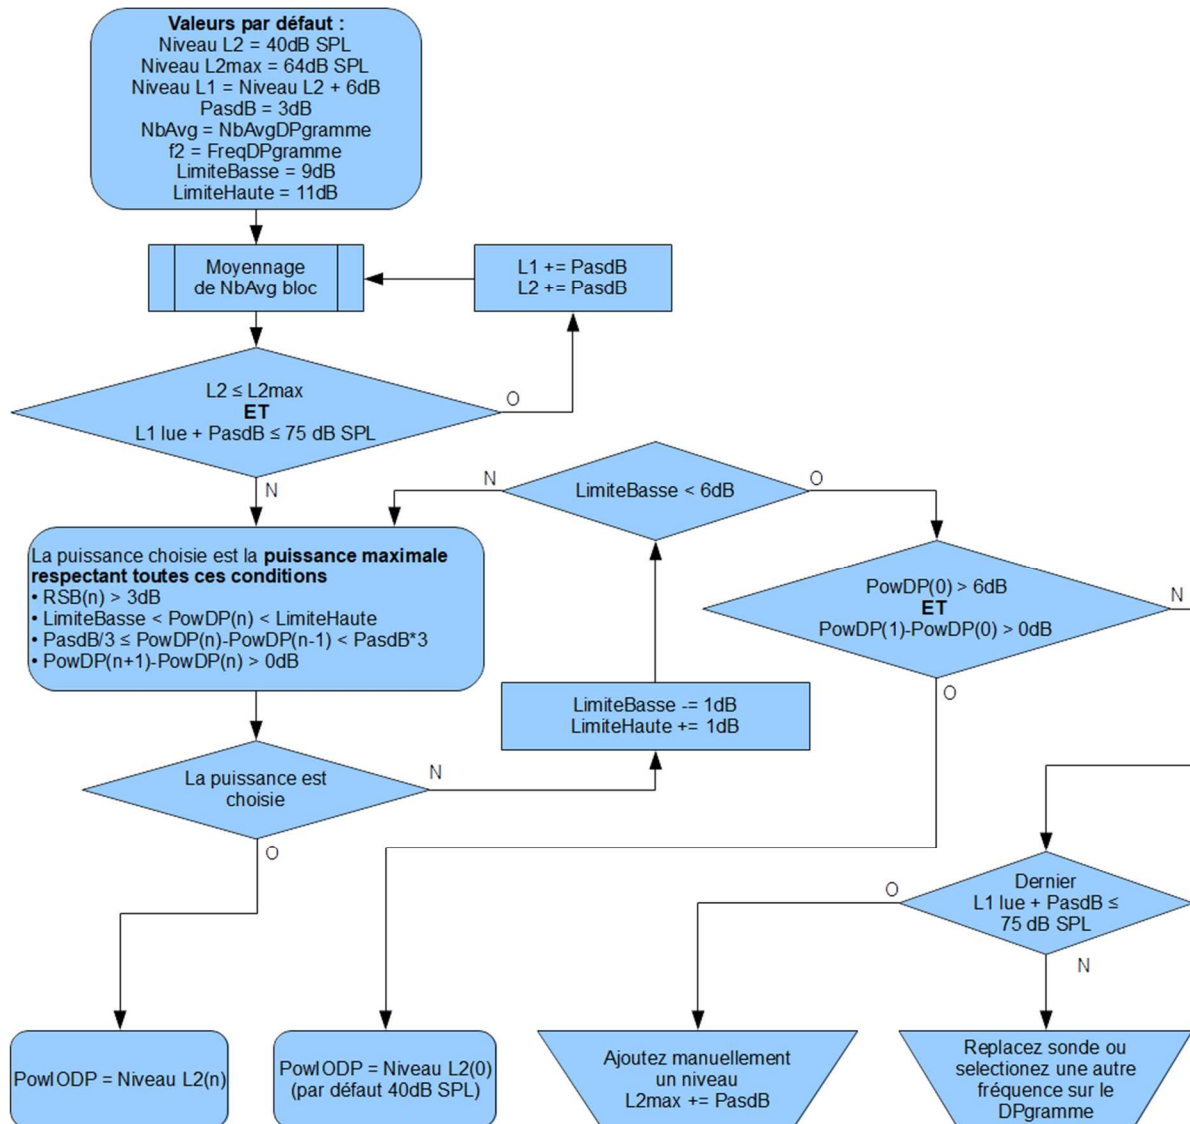 Valeurs par défaut :
Niveau L2 = 40dB SPL
Niveau L2max = 64dB SPL
Niveau L1 = Niveau L2 + 6dB
PasdB = 3dB
NbAvg = NbAvgDPgramme
f2 = FreqDPgramme
LimiteBasse = 9dB
LimiteHaute = 11dB
Moyennage
de NbAvg bloc
L1 += PasdB
L2 += PasdB
L2 ≤ L2max
ET
L1 lue + PasdB ≤ 75 dB SPL
O
N
LimiteBasse < 6dB
N
O
La puissance choisie est la puissance maximale
respectant toutes ces conditions
• RSB(n) > 3dB
• LimiteBasse < PowDP(n) < LimiteHaute
• PasdB/3 ≤ PowDP(n)-PowDP(n-1) < PasdB*3
• PowDP(n+1)-PowDP(n) > 0dB
PowDP(0) > 6dB
ET
PowDP(1)-PowDP(0) > 0dB
N
O
LimiteBasse -= 1dB
LimiteHaute += 1dB
La puissance est
choisie
N
O
Dernier
L1 lue + PasdB ≤
75 dB SPL
O
N
PowIODP = Niveau L2(n)
PowIODP = Niveau L2(0)
(par défaut 40dB SPL)
Ajoutez manuellement
un niveau
L2max += PasdB
Replacez sonde ou
selectionez une autre
fréquence sur le
DPgramme